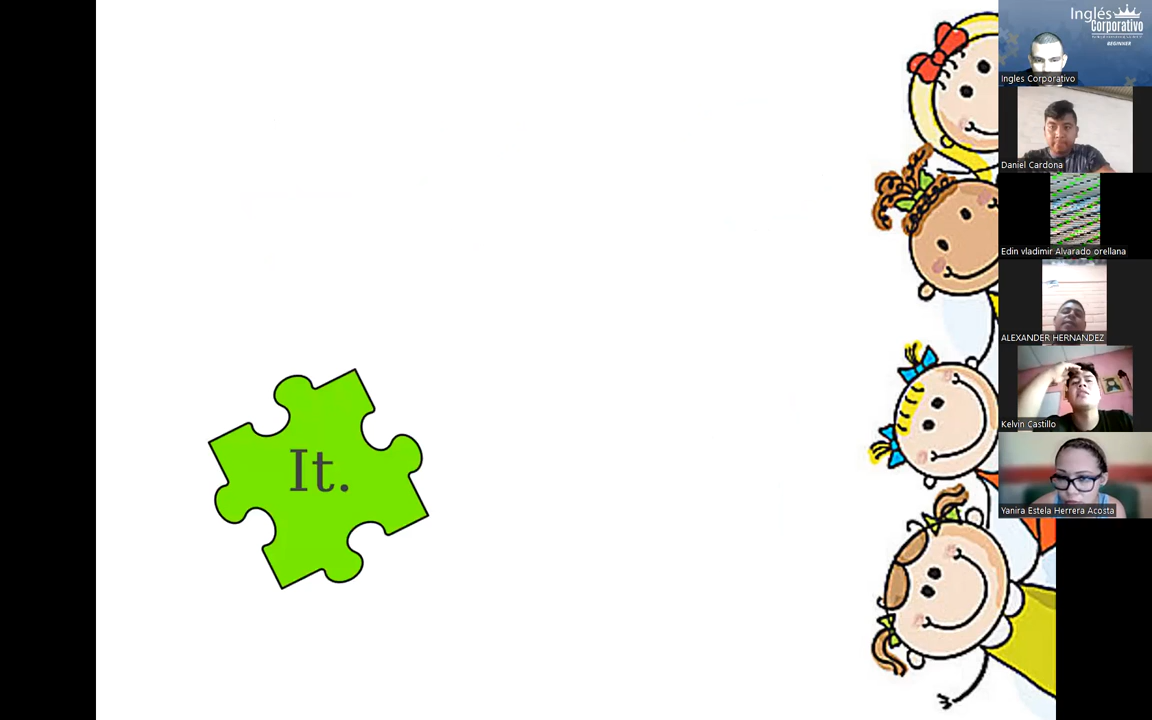 It.
Inglés
Corporativo
BEGINNER
Ingles Corporativo
Daniel Cardona
Edin vladimir Alvarado orellana
ALEXANDER HERNANDEZ
Kelvin Castillo
Yanira Estela Herrera Acosta